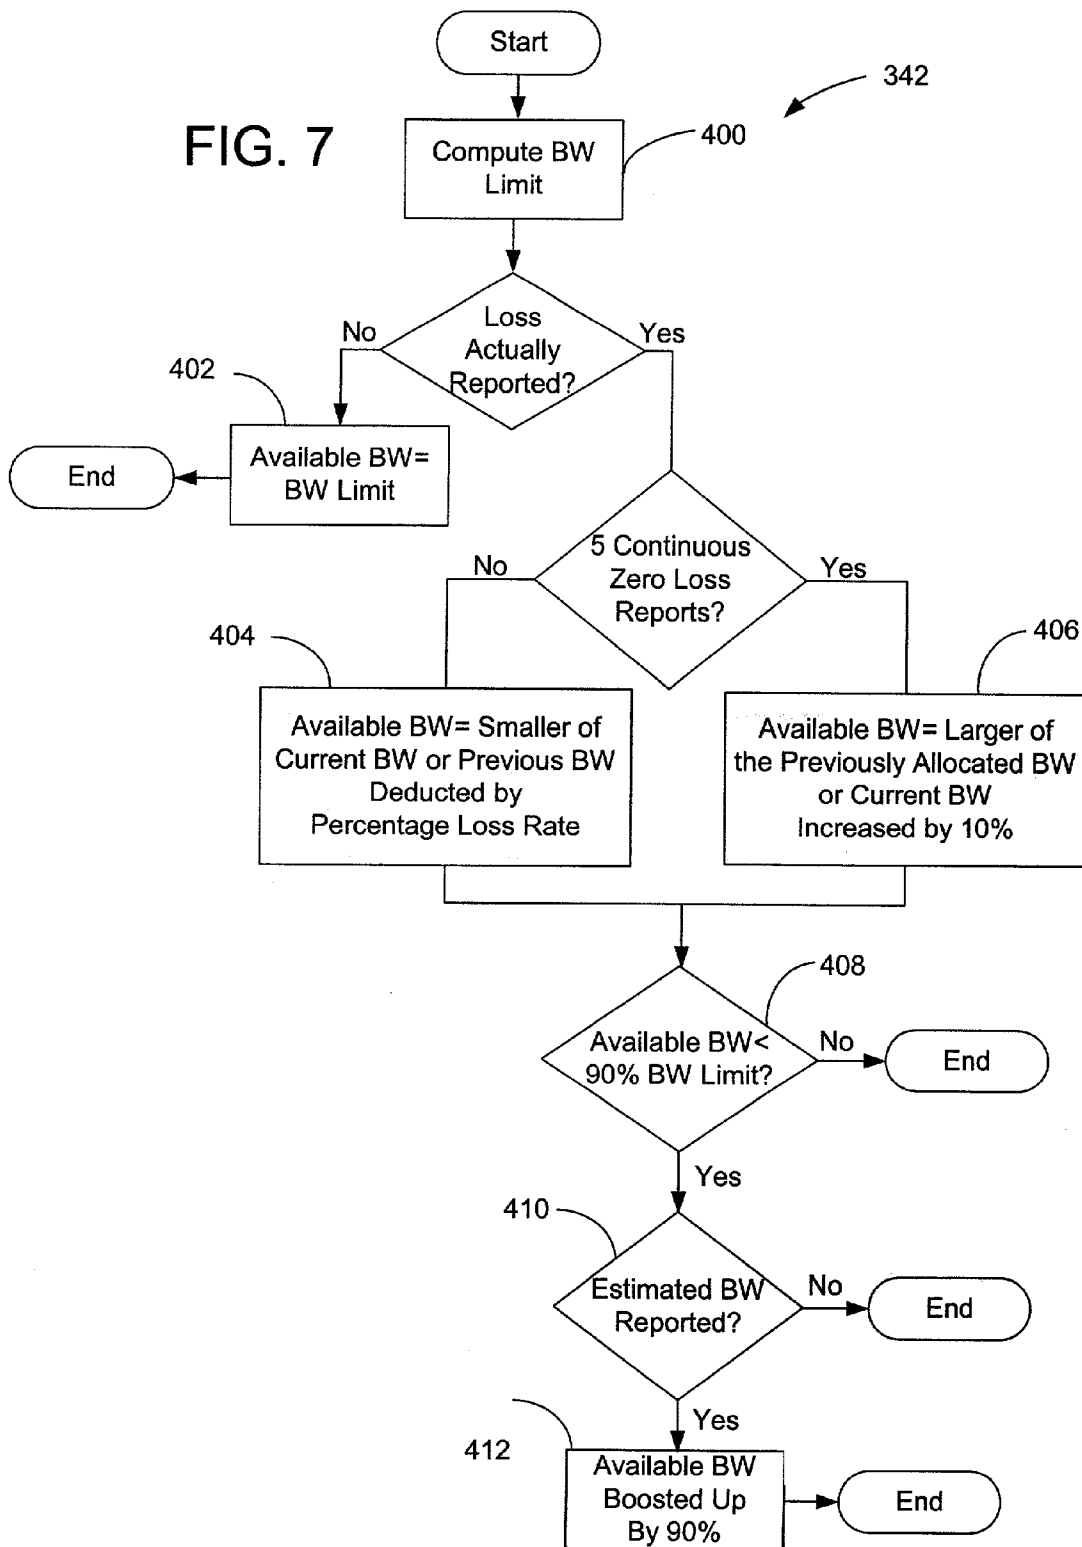 Start
342
FIG. 7
400
Compute BW
Limit
Loss
Actually
Reported?
No
Yes
402
Available BW=
BW Limit
End
5 Continuous
Zero Loss
Reports?
No
Yes
404
406
Available BW= Smaller of
Current BW or Previous BW
Deducted by
Percentage Loss Rate
Available BW= Larger of
the Previously Allocated BW
or Current BW
Increased by 10%
408
Available BW<
90% BW Limit?
No
End
Yes
410
Estimated BW
Reported?
No
End
Yes
412
Available BW
Boosted Up
By 90%
End